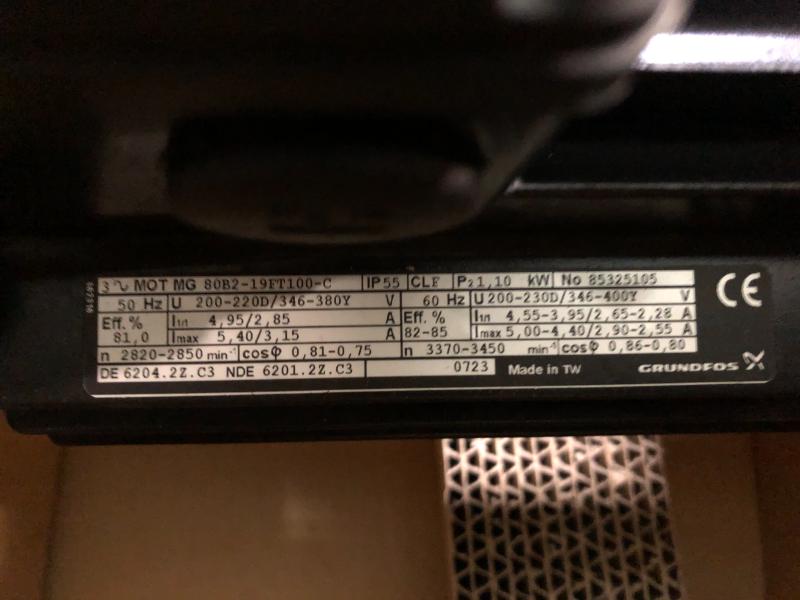 3~ MOT MG 80B2-19FT100-C IP55 CLF P2 1,10 kW No 85325105
50 Hz U 200-220D/346-380Y V 60 Hz U 200-230D/346-400Y V
Eff. % 81,0 I1/1 4,95/2,85 A Eff. % 82-85 I1/1 4,55-3,95/2,65-2,28 A
Imax 5,40/3,15 A Imax 5,00-4,40/2,90-2,55 A
n 2820-2850 min-1 cosφ 0,81-0,75 n 3370-3450 min-1 cosφ 0,86-0,80
DE 6204.2Z.C3 NDE 6201.2Z.C3 0723 Made in TW GRUNDFOS
CE